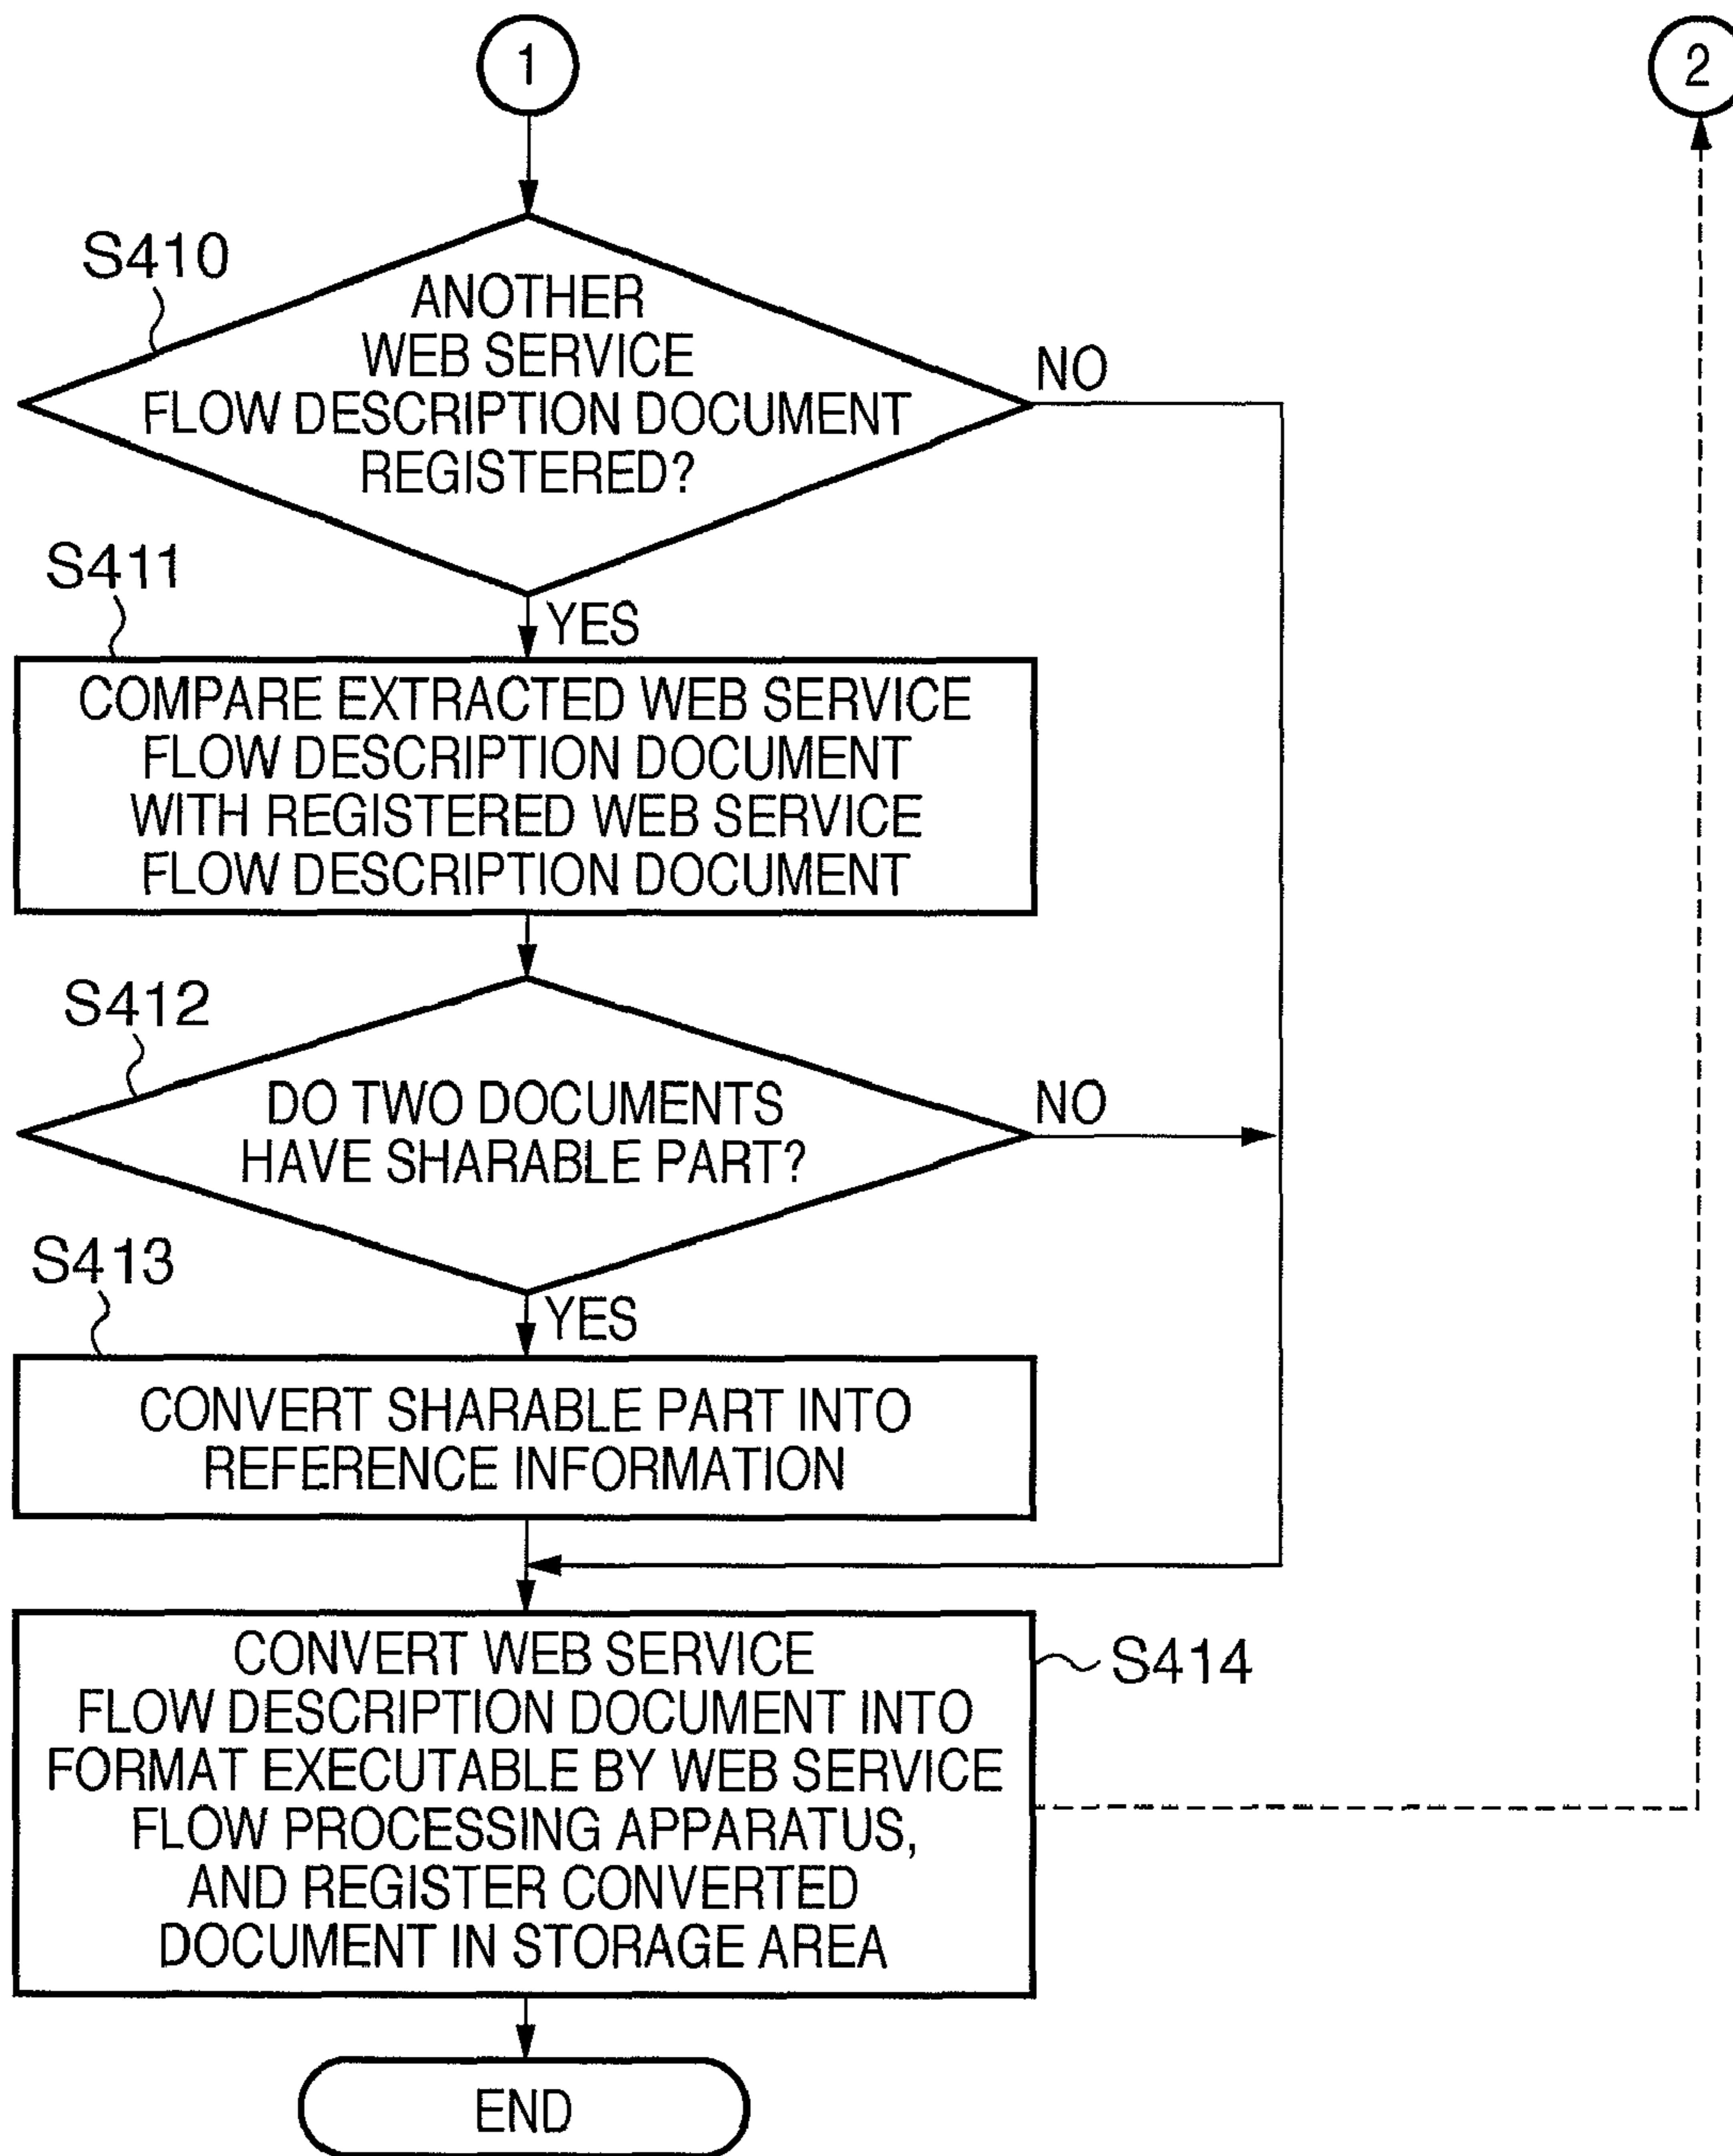 1
2
S410
ANOTHER
WEB SERVICE
FLOW DESCRIPTION DOCUMENT
REGISTERED?
NO
S411
YES
COMPARE EXTRACTED WEB SERVICE
FLOW DESCRIPTION DOCUMENT
WITH REGISTERED WEB SERVICE
FLOW DESCRIPTION DOCUMENT
S412
DO TWO DOCUMENTS
HAVE SHARABLE PART?
NO
S413
YES
CONVERT SHARABLE PART INTO
REFERENCE INFORMATION
CONVERT WEB SERVICE
FLOW DESCRIPTION DOCUMENT INTO
FORMAT EXECUTABLE BY WEB SERVICE
FLOW PROCESSING APPARATUS,
AND REGISTER CONVERTED
DOCUMENT IN STORAGE AREA
S414
END